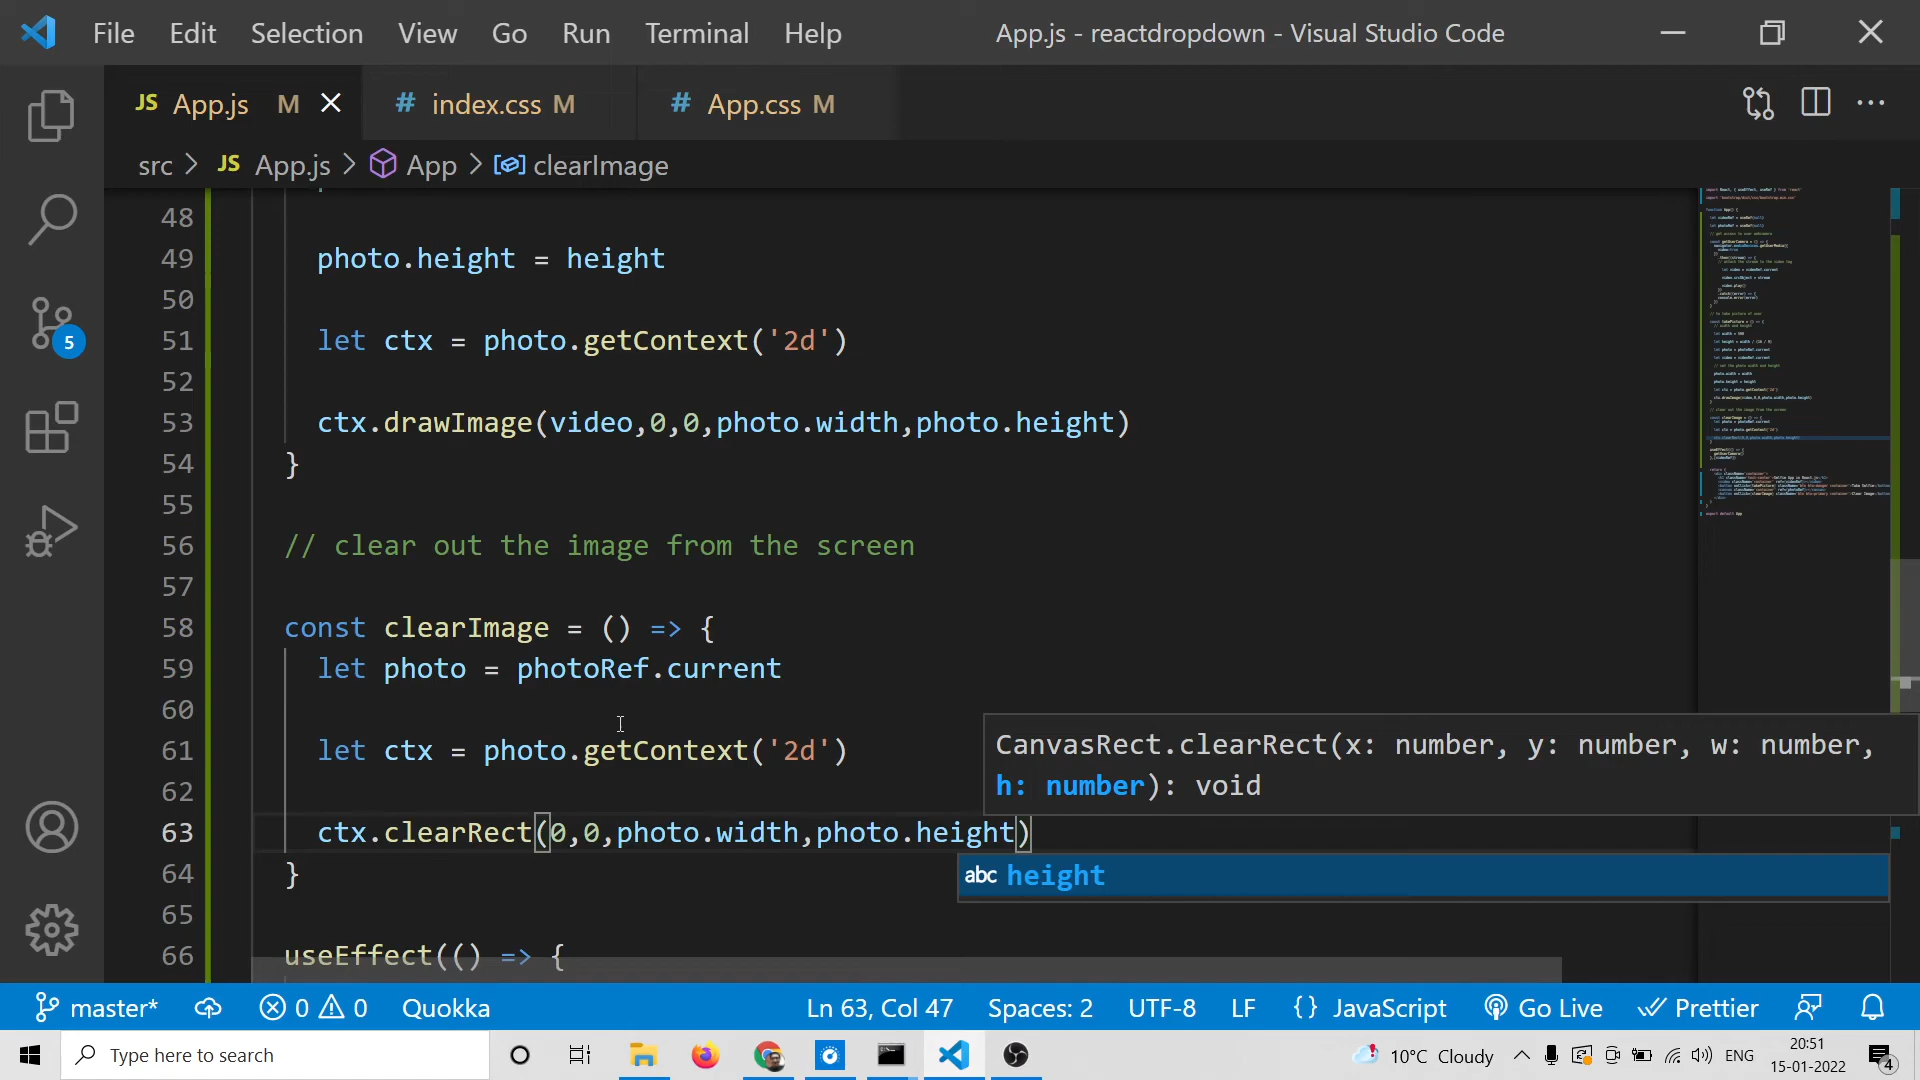 File Edit Selection View Go Run Terminal Help
App.js - reactdropdown - Visual Studio Code
JS App.js M
# index.css M
# App.css M
src > JS App.js > App > clearImage
48
49 photo.height = height
50
51 let ctx = photo.getContext('2d')
52
53 ctx.drawImage(video,0,0,photo.width,photo.height)
54 }
55
56 // clear out the image from the screen
57
58 const clearImage = () => {
59 let photo = photoRef.current
60
61 let ctx = photo.getContext('2d')
62
CanvasRect.clearRect(x: number, y: number, w: number,
h: number): void
63 ctx.clearRect(0,0,photo.width,photo.height)
64 }
abc height
65
66 useEffect(() => {
5
master* 0 0 Quokka Ln 63, Col 47 Spaces: 2 UTF-8 LF {} JavaScript Go Live Prettier
Type here to search
10°C Cloudy
ENG
20:51
15-01-2022
4